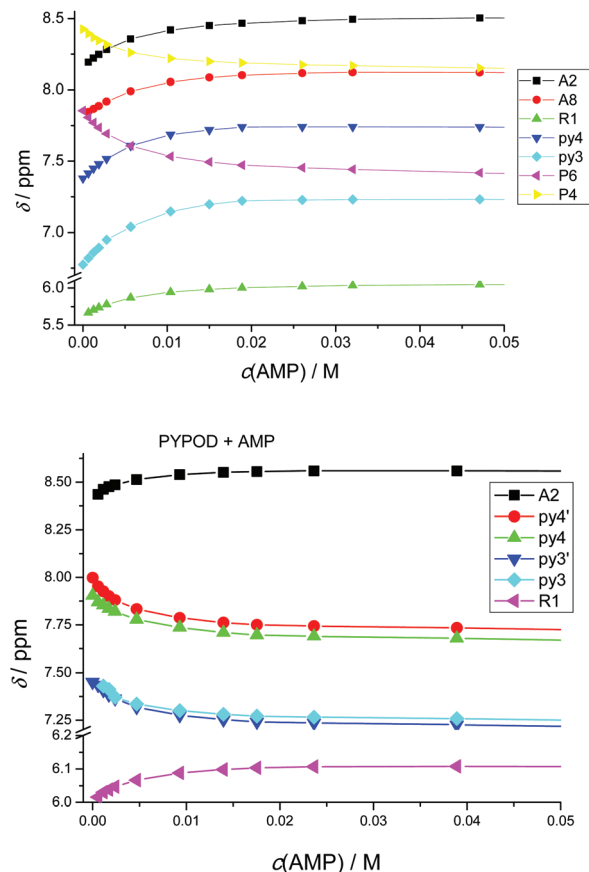 8.5
8.0
7.5
7.0
6.0
5.5
δ / ppm
A2
A8
R1
py4
py3
P6
P4
0.00 0.01 0.02 0.03 0.04 0.05
c(AMP) / M
PYPOD + AMP
8.50
8.25
8.00
7.75
7.50
7.25
6.2
6.1
6.0
δ / ppm
A2
py4'
py4
py3'
py3
R1
0.00 0.01 0.02 0.03 0.04 0.05
c(AMP) / M